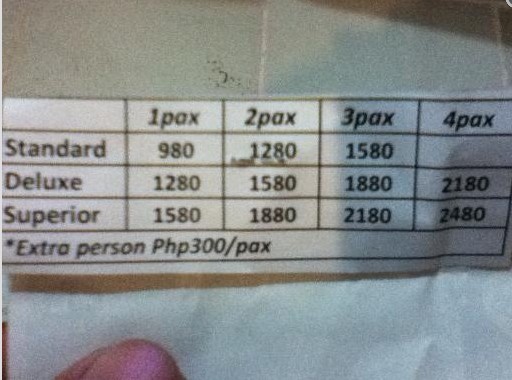 1pax 2pax 3pax 4pax
Standard 980 1280 1580
Deluxe 1280 1580 1880 2180
Superior 1580 1880 2180 2480
*Extra person Php300/pax